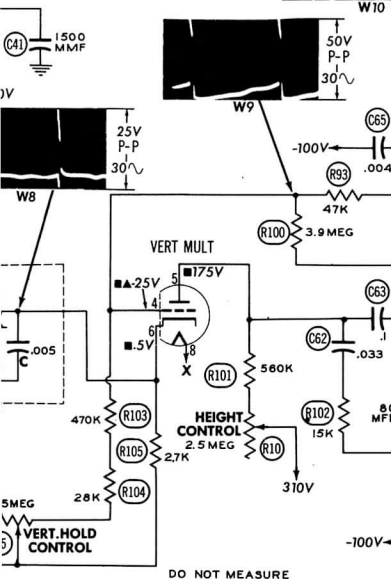 W10
C41
1500
MMF
50V
P-P
30∿
W9
25V
P-P
30∿
W8
C65
-100V
.004
R93
47K
R100
3.9 MEG
VERT MULT
5
■175V
■▲-25V
4
6
■.5V
8
X
C63
.1
C62
.033
.005
C
R101
560K
470K
R103
HEIGHT
CONTROL
2.5 MEG
R10
R102
15K
R105
2.7K
28K
R104
310V
5MEG
VERT. HOLD
CONTROL
-100V
DO NOT MEASURE